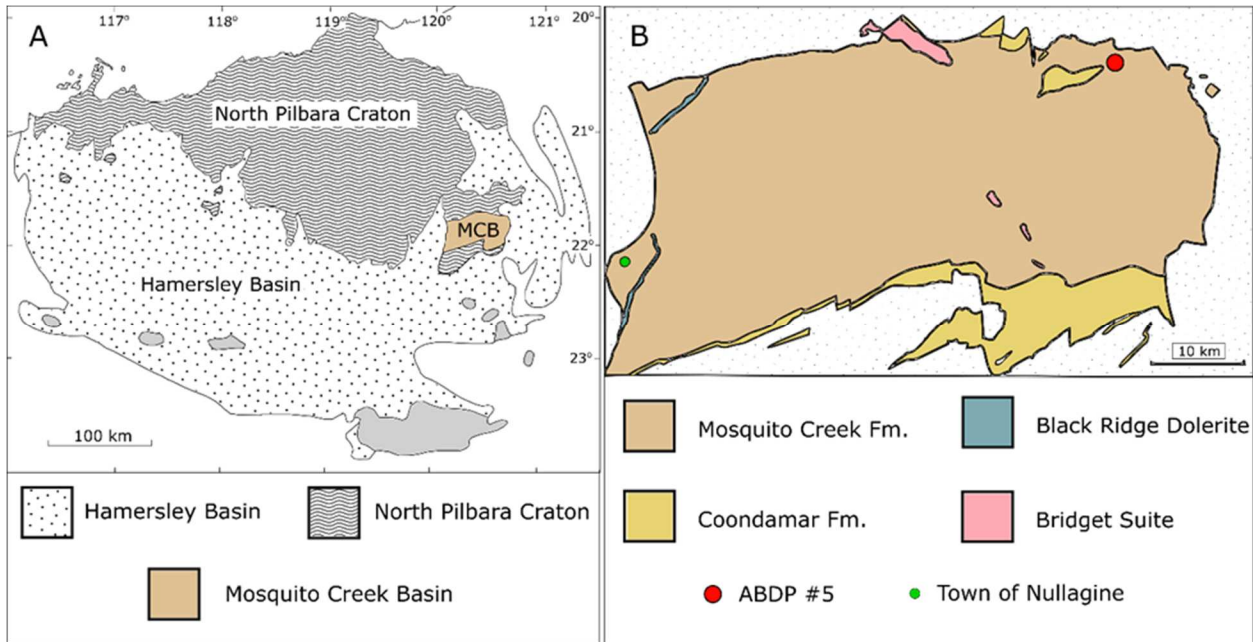 A
117°
118°
119°
120°
121°
20°
North Pilbara Craton
21°
MCB
22°
Hamersley Basin
23°
100 km
Hamersley Basin
North Pilbara Craton
Mosquito Creek Basin
B
10 km
Mosquito Creek Fm.
Black Ridge Dolerite
Coondamar Fm.
Bridget Suite
ABDP #5
Town of Nullagine